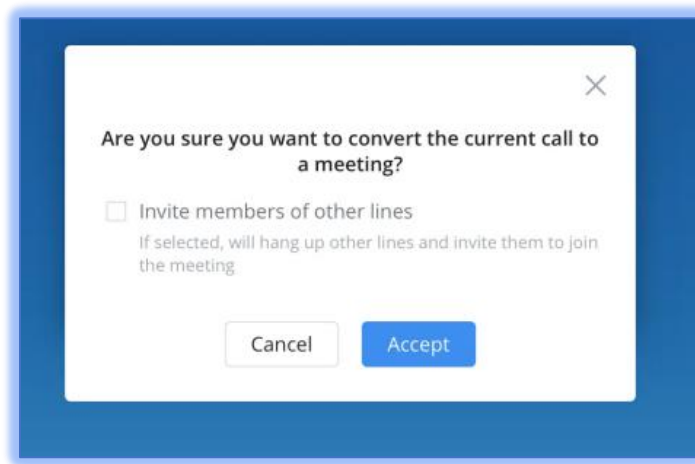 Are you sure you want to convert the current call to
a meeting?
Invite members of other lines
If selected, will hang up other lines and invite them to join
the meeting
Cancel
Accept